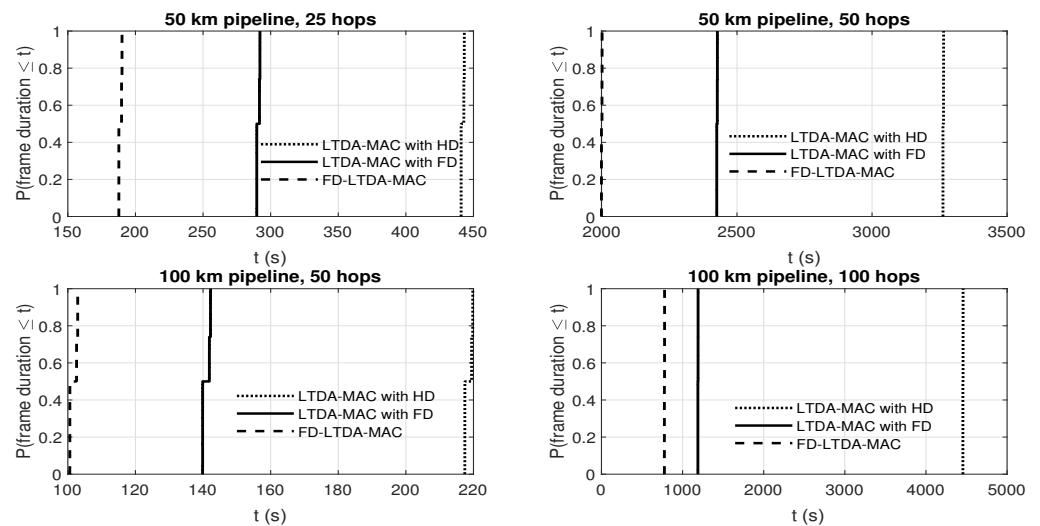 50 km pipeline, 25 hops
P(frame duration ≤ t)
1
0.8
0.6
0.4
0.2
0
LTDA-MAC with HD
LTDA-MAC with FD
FD-LTDA-MAC
150 200 250 300 350 400 450
t (s)
50 km pipeline, 50 hops
P(frame duration ≤ t)
1
0.8
0.6
0.4
0.2
0
LTDA-MAC with HD
LTDA-MAC with FD
FD-LTDA-MAC
2000 2500 3000 3500
t (s)
100 km pipeline, 50 hops
P(frame duration ≤ t)
1
0.8
0.6
0.4
0.2
0
LTDA-MAC with HD
LTDA-MAC with FD
FD-LTDA-MAC
100 120 140 160 180 200 220
t (s)
100 km pipeline, 100 hops
P(frame duration ≤ t)
1
0.8
0.6
0.4
0.2
0
LTDA-MAC with HD
LTDA-MAC with FD
FD-LTDA-MAC
0 1000 2000 3000 4000 5000
t (s)